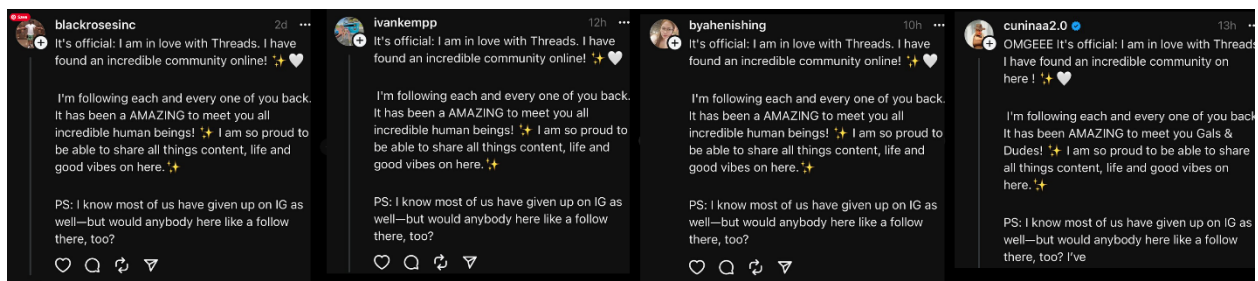 Save
blackrosesinc 2d
It's official: I am in love with Threads. I have
found an incredible community online! ✨🤍
I'm following each and every one of you back.
It has been a AMAZING to meet you all
incredible human beings! ✨ I am so proud to
be able to share all things content, life and
good vibes on here.✨
PS: I know most of us have given up on IG as
well—but would anybody here like a follow
there, too?
ivankempp 12h
It's official: I am in love with Threads. I have
found an incredible community online! ✨🤍
I'm following each and every one of you back.
It has been a AMAZING to meet you all
incredible human beings! ✨ I am so proud to
be able to share all things content, life and
good vibes on here.✨
PS: I know most of us have given up on IG as
well—but would anybody here like a follow
there, too?
byahenishing 10h
It's official: I am in love with Threads. I have
found an incredible community online! ✨🤍
I'm following each and every one of you back.
It has been a AMAZING to meet you all
incredible human beings! ✨ I am so proud to
be able to share all things content, life and
good vibes on here.✨
PS: I know most of us have given up on IG as
well—but would anybody here like a follow
there, too?
cuninaa2.0 13h
OMGEEE It's official: I am in love with Threads
I have found an incredible community on
here ! ✨🤍
I'm following each and every one of you back
It has been AMAZING to meet you Gals &
Dudes! ✨ I am so proud to be able to share
all things content, life and good vibes on
here.✨
PS: I know most of us have given up on IG as
well—but would anybody here like a follow
there, too? I've